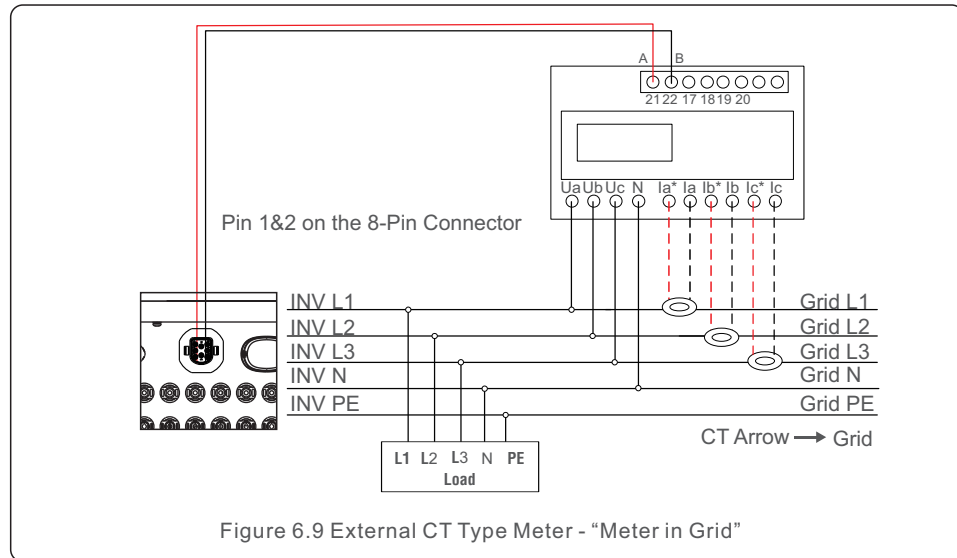 A B
21 22 17 18 19 20
Ua Ub Uc N Ia* Ia Ib* Ib Ic* Ic
Pin 1&2 on the 8-Pin Connector
INV L1 Grid L1
INV L2 Grid L2
INV L3 Grid L3
INV N Grid N
INV PE Grid PE
CT Arrow → Grid
L1 L2 L3 N PE
Load
Figure 6.9 External CT Type Meter - “Meter in Grid”